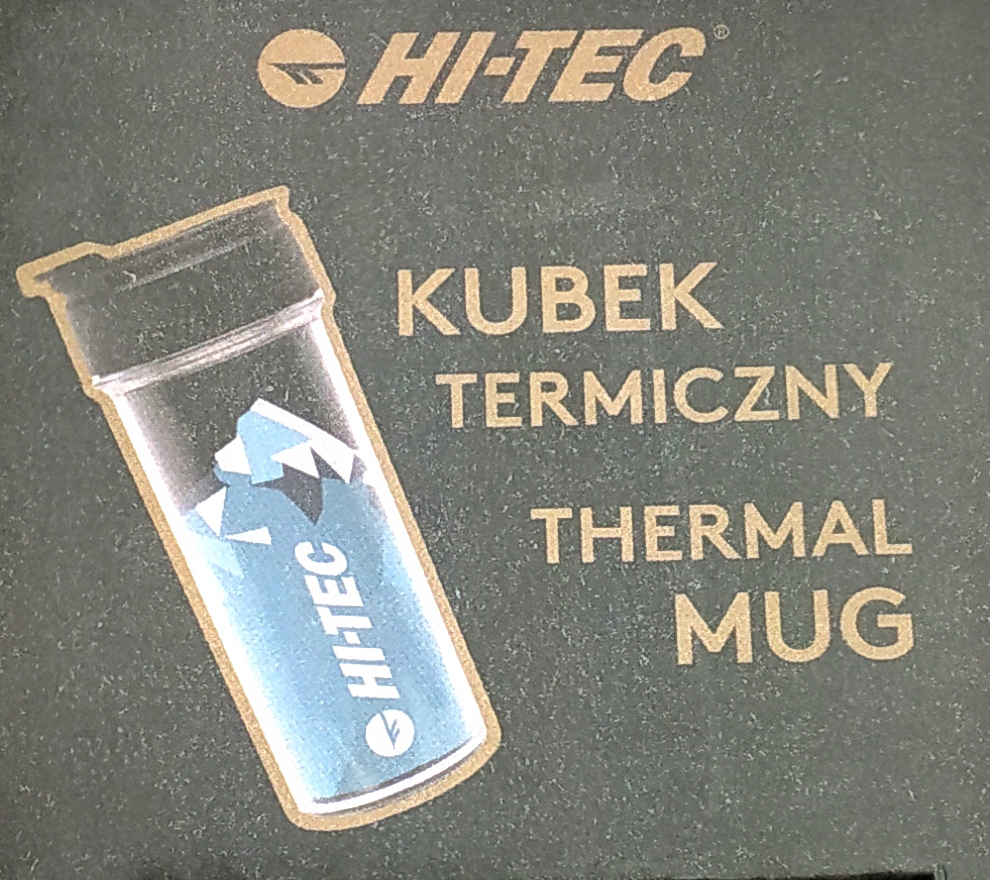 HI-TEC®
KUBEK
TERMICZNY
THERMAL
MUG
HI-TEC